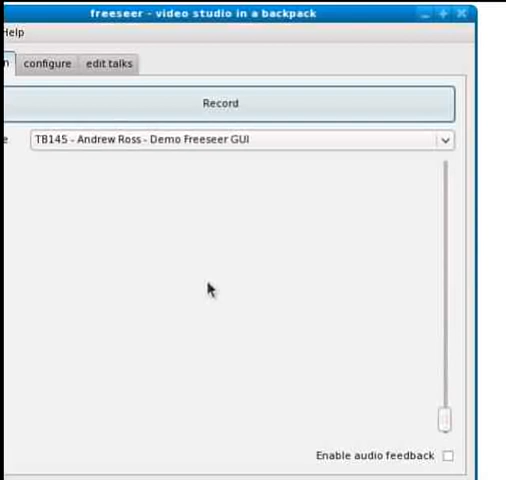 freeseer - video studio in a backpack
Help
configure edit talks
Record
TB145 - Andrew Ross - Demo Freeseer GUI
Enable audio feedback